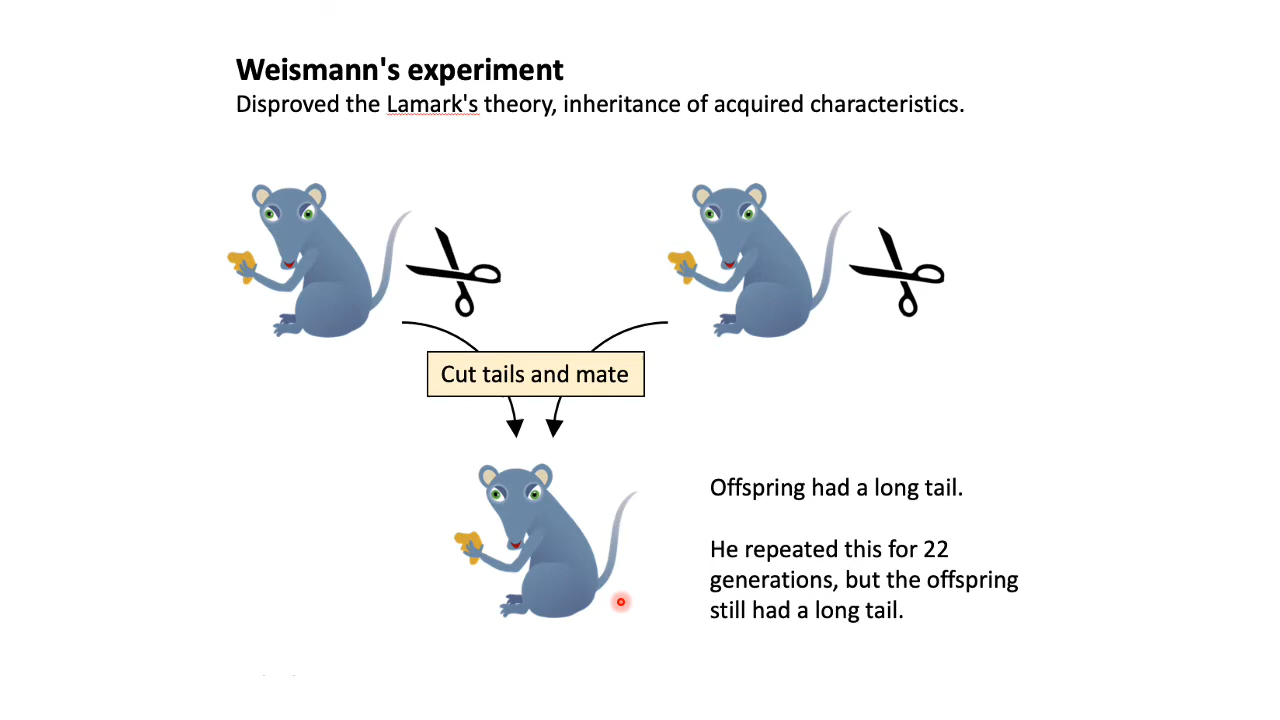 Weismann's experiment
Disproved the Lamark's theory, inheritance of acquired characteristics.
Cut tails and mate
Offspring had a long tail.
He repeated this for 22
generations, but the offspring
still had a long tail.